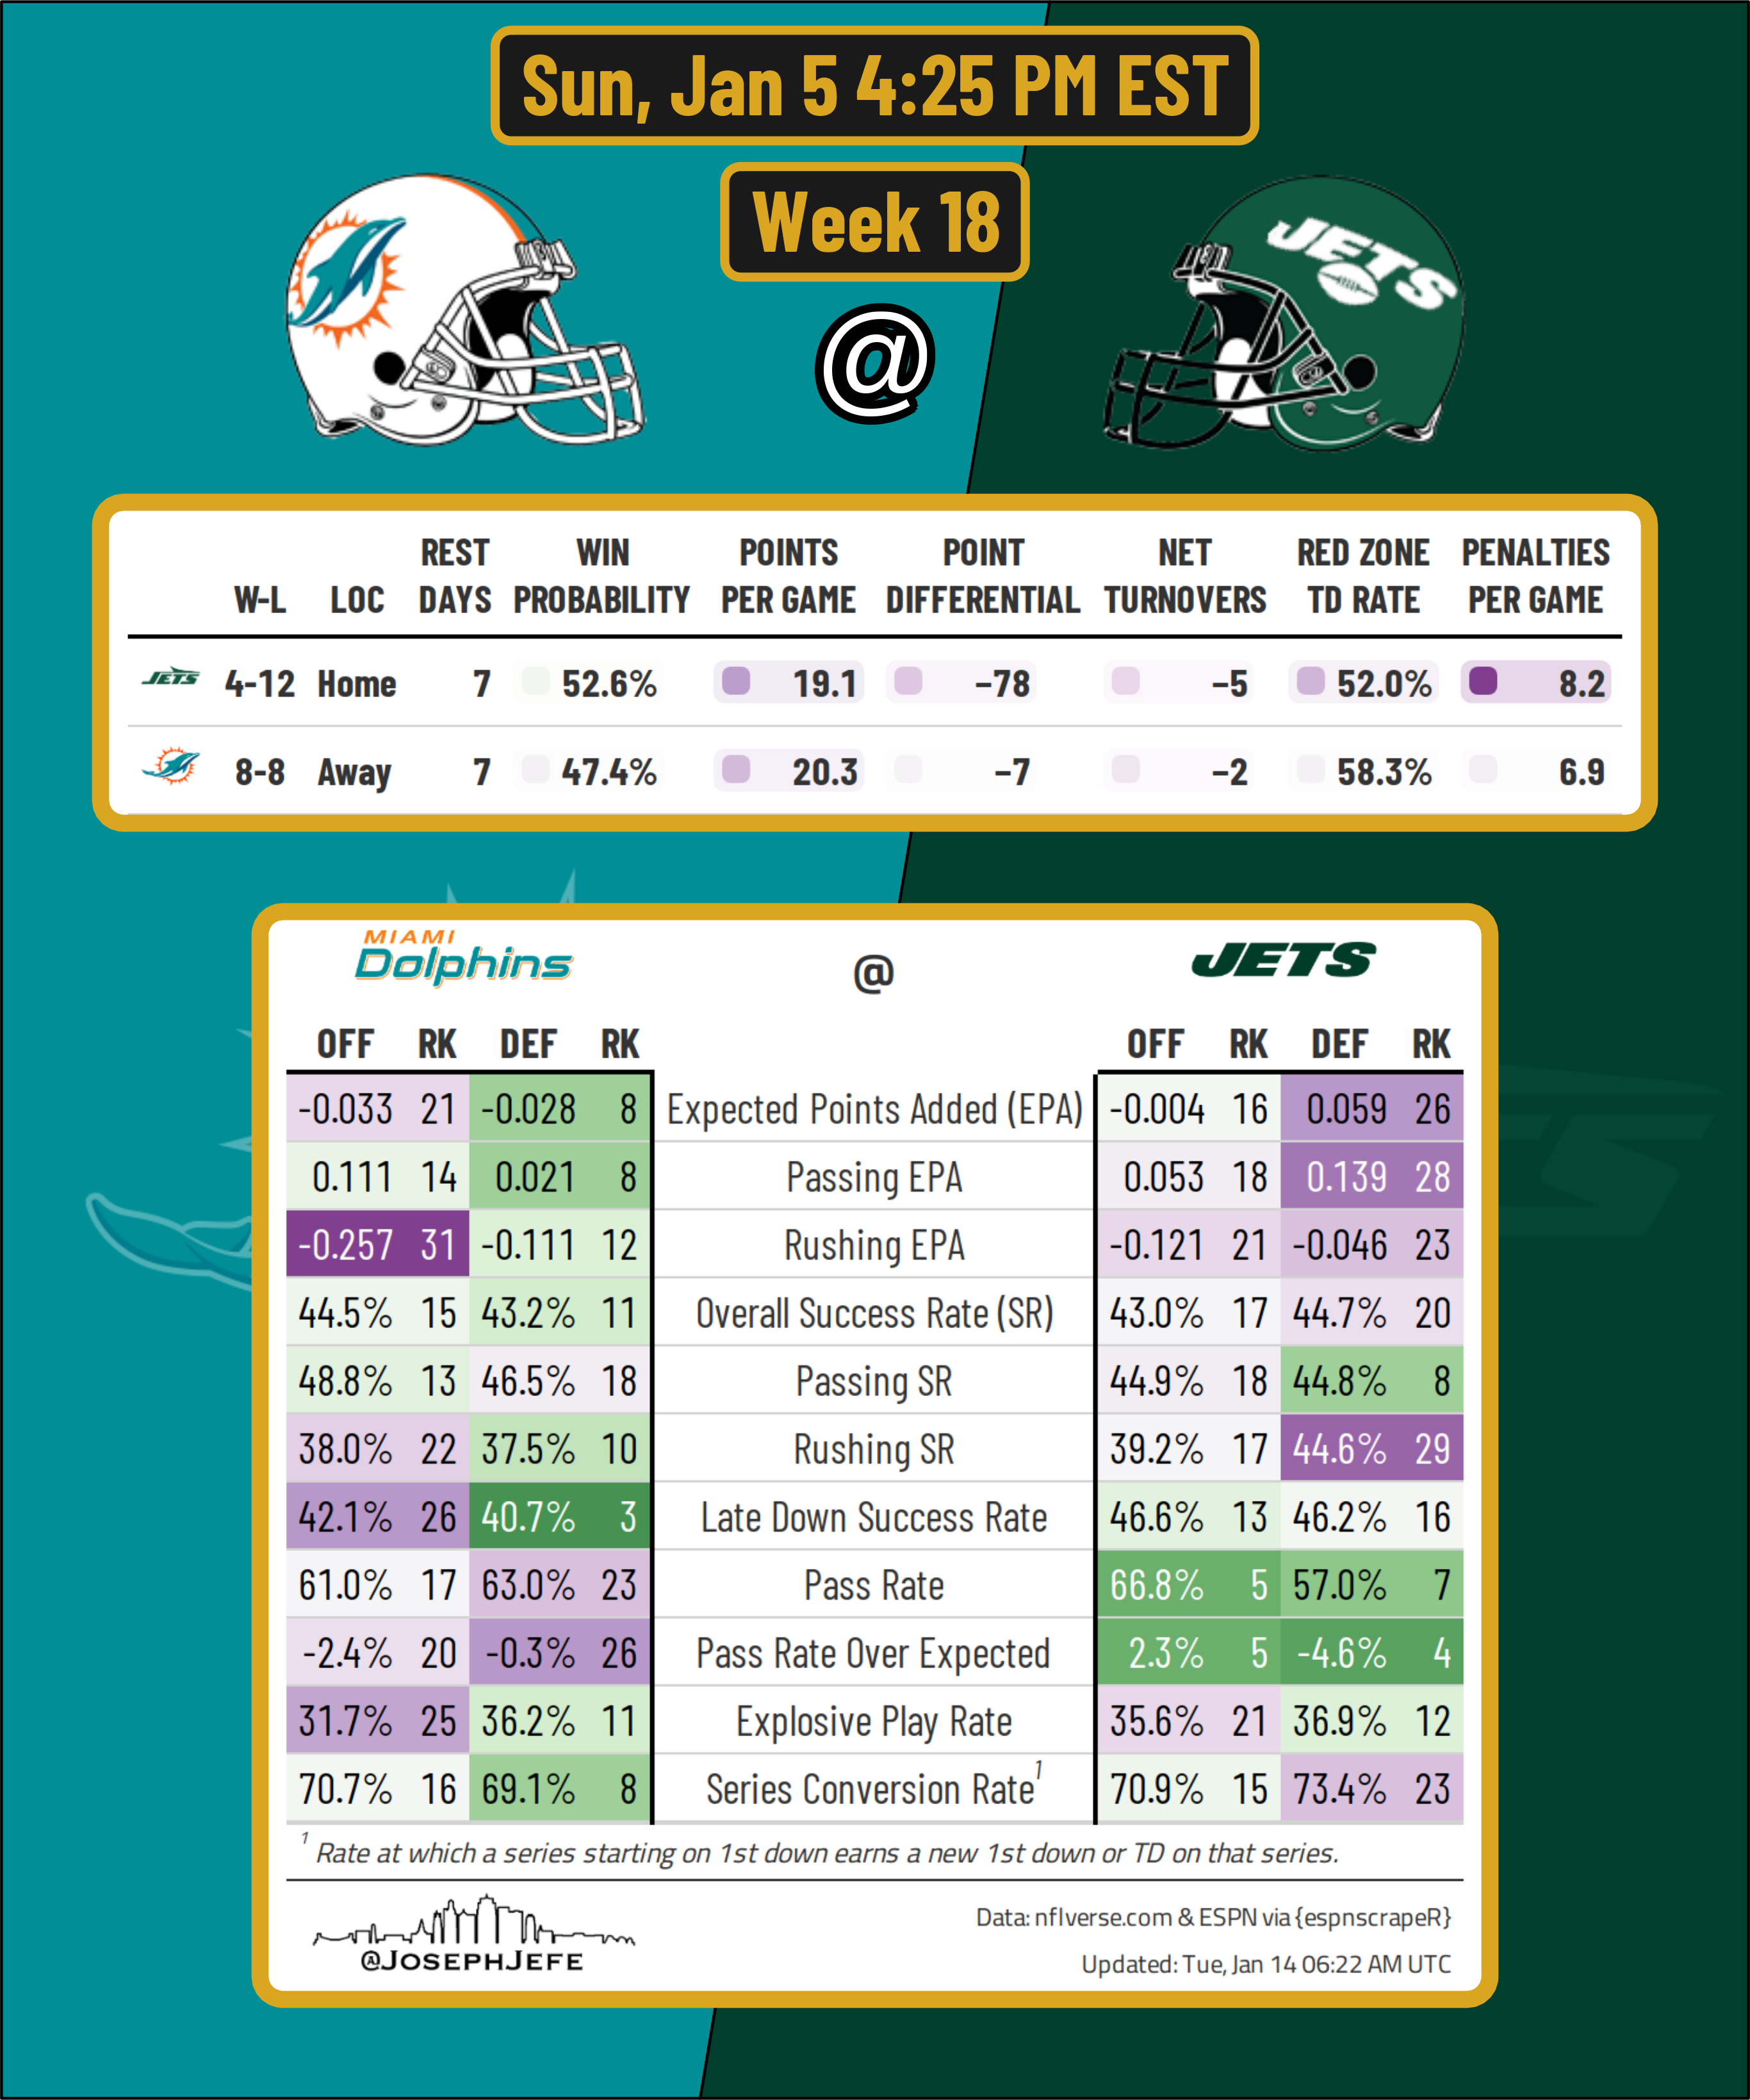 Sun, Jan 5 4:25 PM EST
Week 18
JETS
@
REST WIN POINTS POINT NET RED ZONE PENALTIES
W-L LOC DAYS PROBABILITY PER GAME DIFFERENTIAL TURNOVERS TD RATE PER GAME
JETS 4-12 Home 7 52.6% 19.1 −78 −5 52.0% 8.2
8-8 Away 7 47.4% 20.3 −7 −2 58.3% 6.9
MIAMI
Dolphins @ JETS
OFF RK DEF RK OFF RK DEF RK
-0.033 21 -0.028 8 Expected Points Added (EPA) -0.004 16 0.059 26
0.111 14 0.021 8 Passing EPA 0.053 18 0.139 28
-0.257 31 -0.111 12 Rushing EPA -0.121 21 -0.046 23
44.5% 15 43.2% 11 Overall Success Rate (SR) 43.0% 17 44.7% 20
48.8% 13 46.5% 18 Passing SR 44.9% 18 44.8% 8
38.0% 22 37.5% 10 Rushing SR 39.2% 17 44.6% 29
42.1% 26 40.7% 3 Late Down Success Rate 46.6% 13 46.2% 16
61.0% 17 63.0% 23 Pass Rate 66.8% 5 57.0% 7
-2.4% 20 -0.3% 26 Pass Rate Over Expected 2.3% 5 -4.6% 4
31.7% 25 36.2% 11 Explosive Play Rate 35.6% 21 36.9% 12
70.7% 16 69.1% 8 Series Conversion Rate¹ 70.9% 15 73.4% 23
¹ Rate at which a series starting on 1st down earns a new 1st down or TD on that series.
Data: nflverse.com & ESPN via {espnscrapeR}
@JOSEPHJEFE
Updated: Tue, Jan 14 06:22 AM UTC